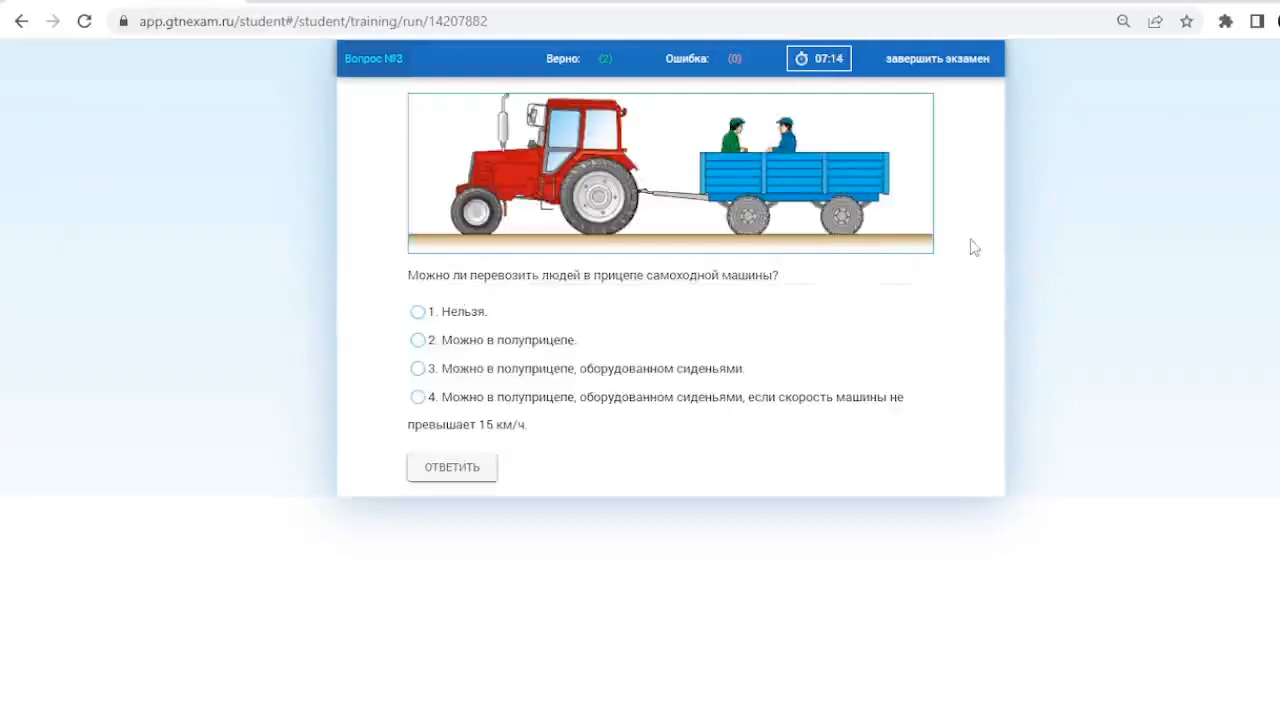 app.gtnexam.ru/student#/student/training/run/14207882
Вопрос №3 Верно: (2) Ошибка: (0) 07:14 завершить экзамен
Можно ли перевозить людей в прицепе самоходной машины?
1. Нельзя.
2. Можно в полуприцепе.
3. Можно в полуприцепе, оборудованном сиденьями.
4. Можно в полуприцепе, оборудованном сиденьями, если скорость машины не
превышает 15 км/ч.
ОТВЕТИТЬ